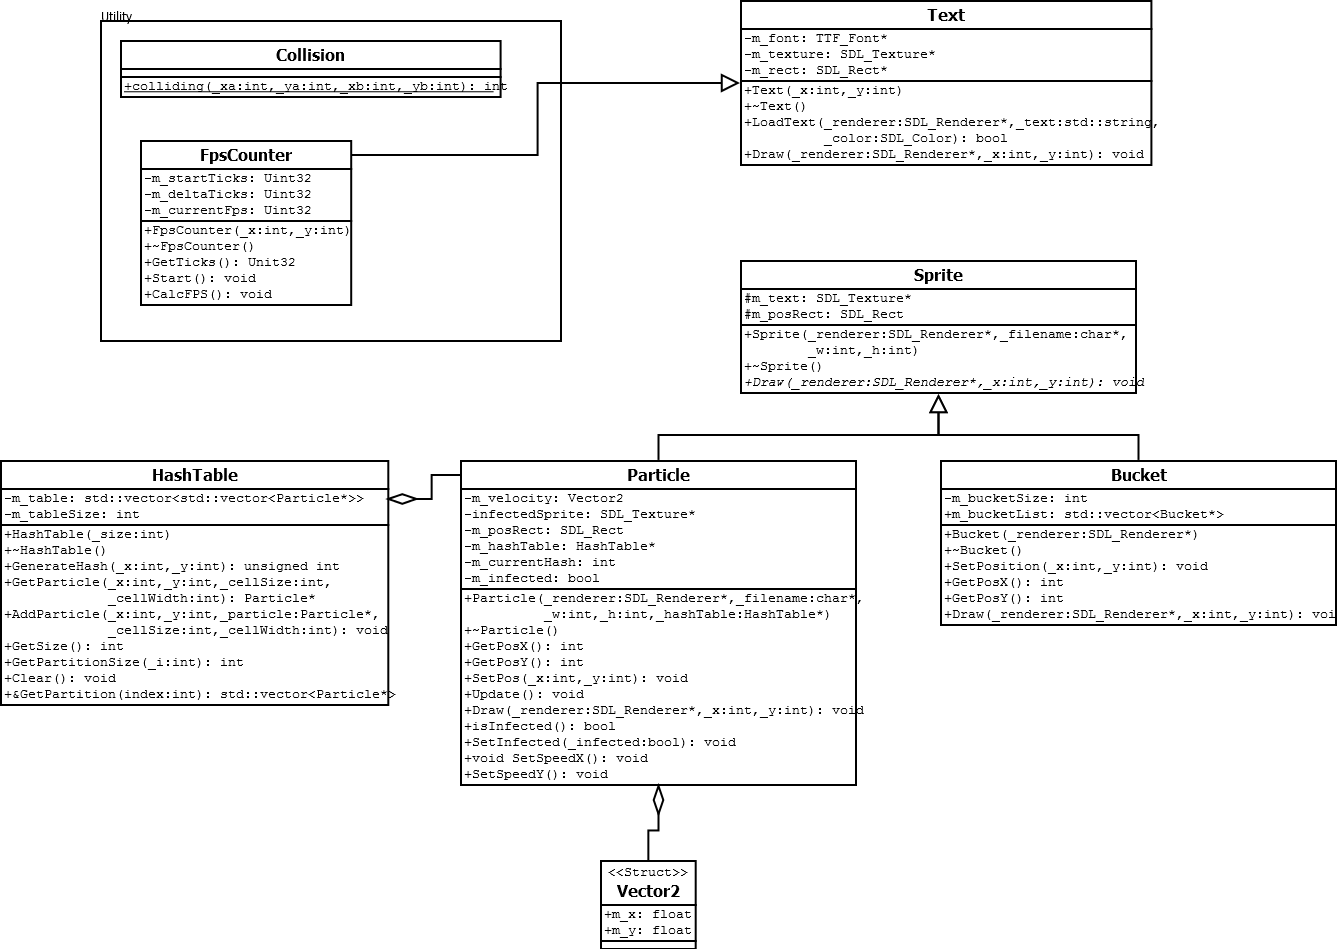 Utility
Collision
+colliding(_xa:int,_ya:int,_xb:int,_yb:int): int
FpsCounter
-m_startTicks: Uint32
-m_deltaTicks: Uint32
-m_currentFps: Uint32
+FpsCounter(_x:int,_y:int)
+~FpsCounter()
+GetTicks(): Unit32
+Start(): void
+CalcFPS(): void
Text
-m_font: TTF_Font*
-m_texture: SDL_Texture*
-m_rect: SDL_Rect*
+Text(_x:int,_y:int)
+~Text()
+LoadText(_renderer:SDL_Renderer*,_text:std::string,
_color:SDL_Color): bool
+Draw(_renderer:SDL_Renderer*,_x:int,_y:int): void
Sprite
#m_text: SDL_Texture*
#m_posRect: SDL_Rect
+Sprite(_renderer:SDL_Renderer*,_filename:char*,
_w:int,_h:int)
+~Sprite()
+Draw(_renderer:SDL_Renderer*,_x:int,_y:int): void
HashTable
-m_table: std::vector<std::vector<Particle*>>
-m_tableSize: int
+HashTable(_size:int)
+~HashTable()
+GenerateHash(_x:int,_y:int): unsigned int
+GetParticle(_x:int,_y:int,_cellSize:int,
_cellWidth:int): Particle*
+AddParticle(_x:int,_y:int,_particle:Particle*,
_cellSize:int,_cellWidth:int): void
+GetSize(): int
+GetPartitionSize(_i:int): int
+Clear(): void
+&GetPartition(index:int): std::vector<Particle*>
Particle
-m_velocity: Vector2
-infectedSprite: SDL_Texture*
-m_posRect: SDL_Rect
-m_hashTable: HashTable*
-m_currentHash: int
-m_infected: bool
+Particle(_renderer:SDL_Renderer*,_filename:char*,
_w:int,_h:int,_hashTable:HashTable*)
+~Particle()
+GetPosX(): int
+GetPosY(): int
+SetPos(_x:int,_y:int): void
+Update(): void
+Draw(_renderer:SDL_Renderer*,_x:int,_y:int): void
+isInfected(): bool
+SetInfected(_infected:bool): void
+void SetSpeedX(): void
+SetSpeedY(): void
Bucket
-m_bucketSize: int
+m_bucketList: std::vector<Bucket*>
+Bucket(_renderer:SDL_Renderer*)
+~Bucket()
+SetPosition(_x:int,_y:int): void
+GetPosX(): int
+GetPosY(): int
+Draw(_renderer:SDL_Renderer*,_x:int,_y:int): voi
<<Struct>>
Vector2
+m_x: float
+m_y: float